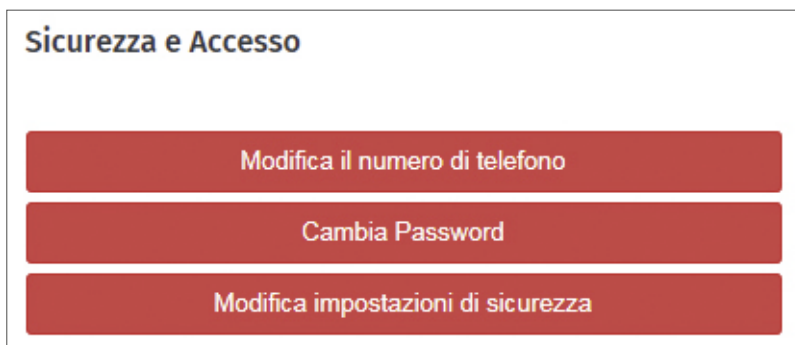 Sicurezza e Accesso
Modifica il numero di telefono
Cambia Password
Modifica impostazioni di sicurezza